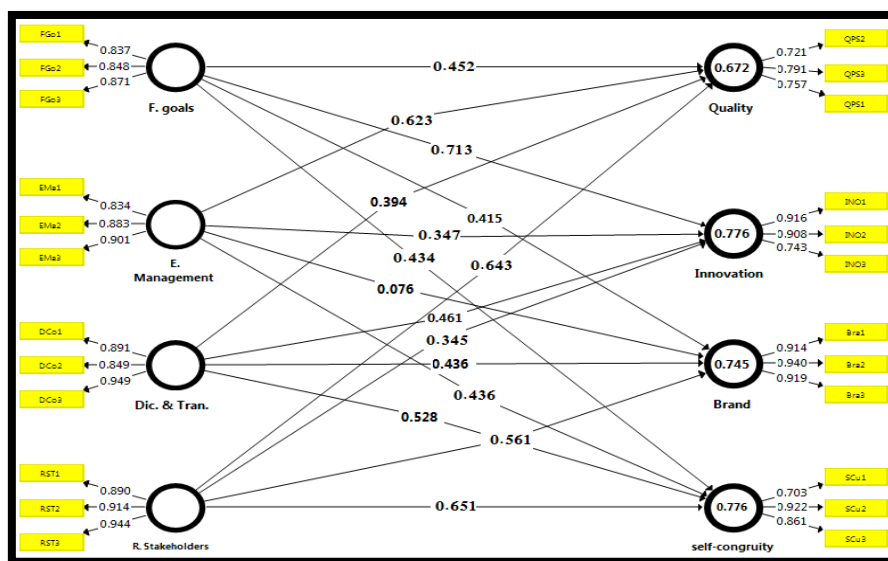 FGo1
0.837
FGo2
0.848
FGo3
0.871
F. goals
EMa1
0.834
EMa2
0.883
EMa3
0.901
E.
Management
DCo1
0.891
DCo2
0.849
DCo3
0.949
Dic. & Tran.
RST1
0.890
RST2
0.914
RST3
0.944
R. Stakeholders
0.452
0.623
0.713
0.394
0.415
0.347
0.434
0.643
0.076
0.461
0.345
0.436
0.436
0.528
0.561
0.651
0.672
Quality
0.721
QPS2
0.791
QPS3
0.757
QPS1
0.776
Innovation
0.916
INO1
0.908
INO2
0.743
INO3
0.745
Brand
0.914
Bra1
0.940
Bra2
0.919
Bra3
0.776
self-congruity
0.703
SCu1
0.922
SCu2
0.861
SCu3